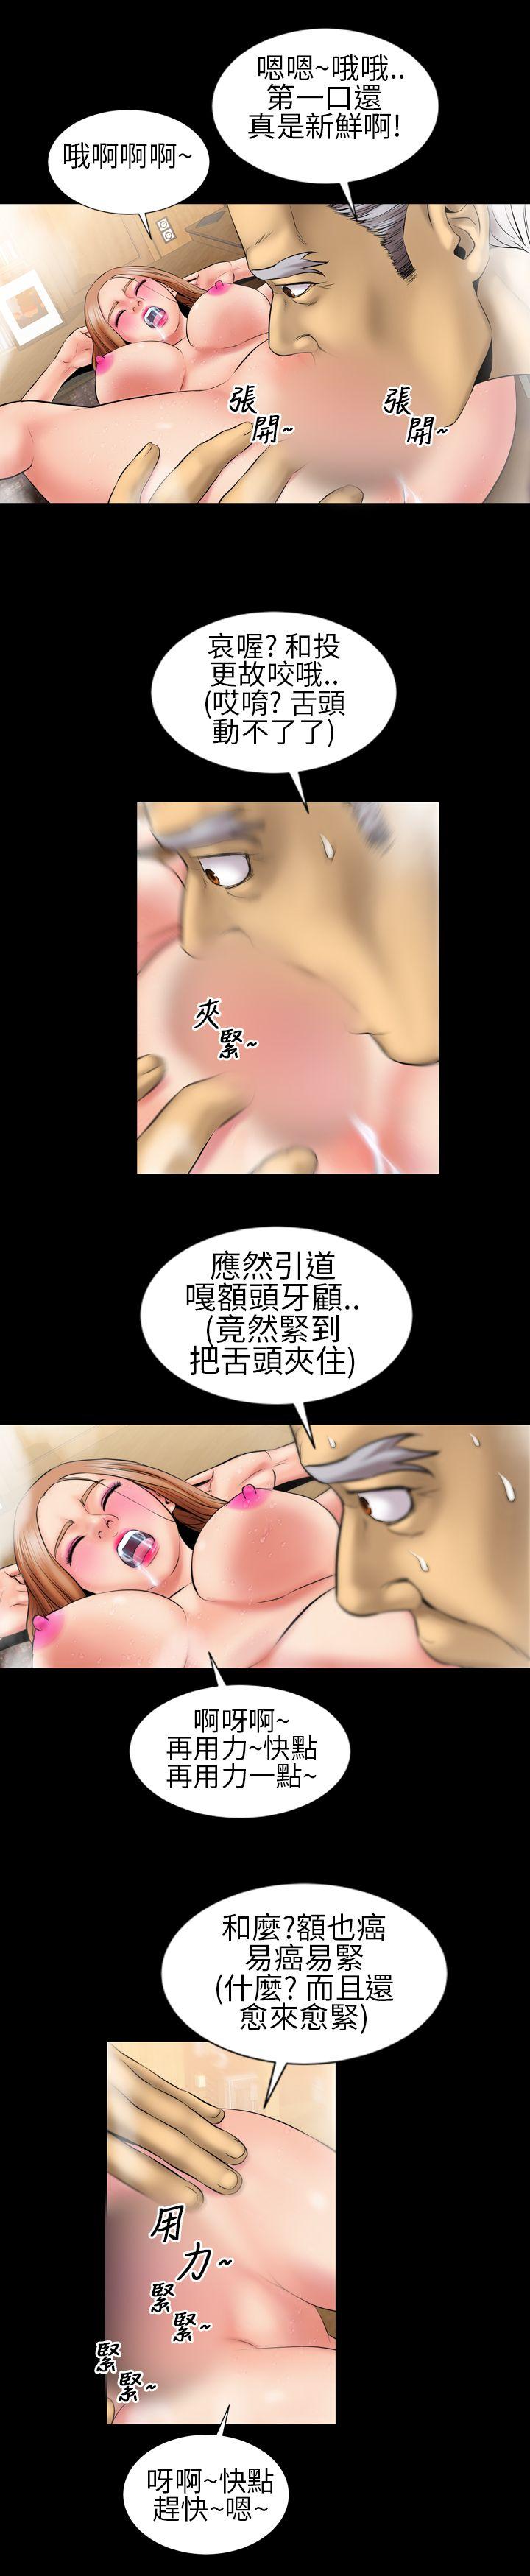 嗯嗯~哦哦..
第一口還
真是新鮮啊!
哦啊啊啊~
張
開~
張
開~
哀喔? 和投
更故咬哦..
(哎唷? 舌頭
動不了了)
夾
緊~
應然引道
嘎額頭牙顧..
(竟然緊到
把舌頭夾住)
啊呀啊~
再用力~快點
再用力一點~
和麼?額也癌
易癌易緊
(什麼? 而且還
愈來愈緊)
用
力~
緊
緊~
緊
緊~
呀啊~快點
趕快~嗯~